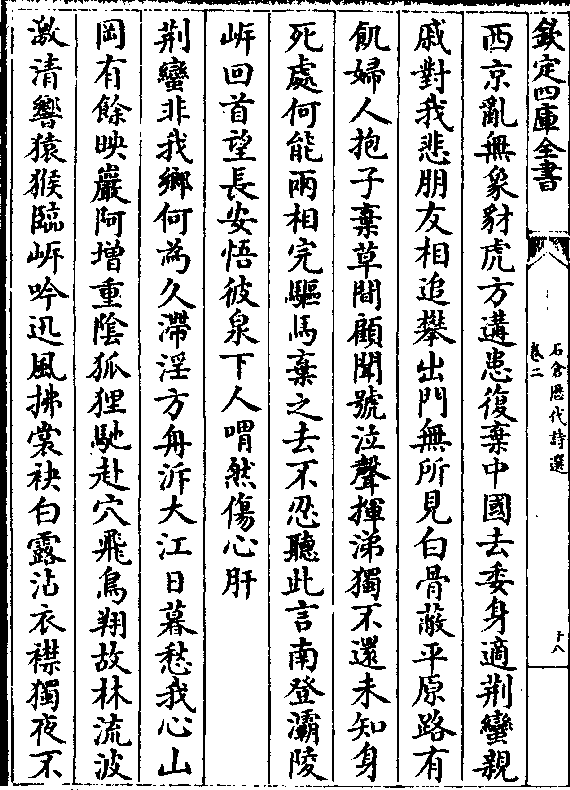 欽定四庫全書
石倉歷代詩選
卷二
十八
西京亂無象豺虎方遘患復棄中國去委身適荆蠻親
戚對我悲朋友相追攀出門無所見白骨蔽平原路有
飢婦人抱子棄草間顧聞號泣聲揮涕獨不還未知身
死處何能兩相完驅馬棄之去不忍聽此言南登灞陵
岸回首望長安悟彼泉下人喟然傷心肝
荆蠻非我鄉何為久滯淫方舟泝大江日暮愁我心山
岡有餘映巖阿增重陰狐狸馳赴穴飛鳥翔故林流波
激清響猿猴臨岸吟迅風拂裳袂白露沾衣襟獨夜不